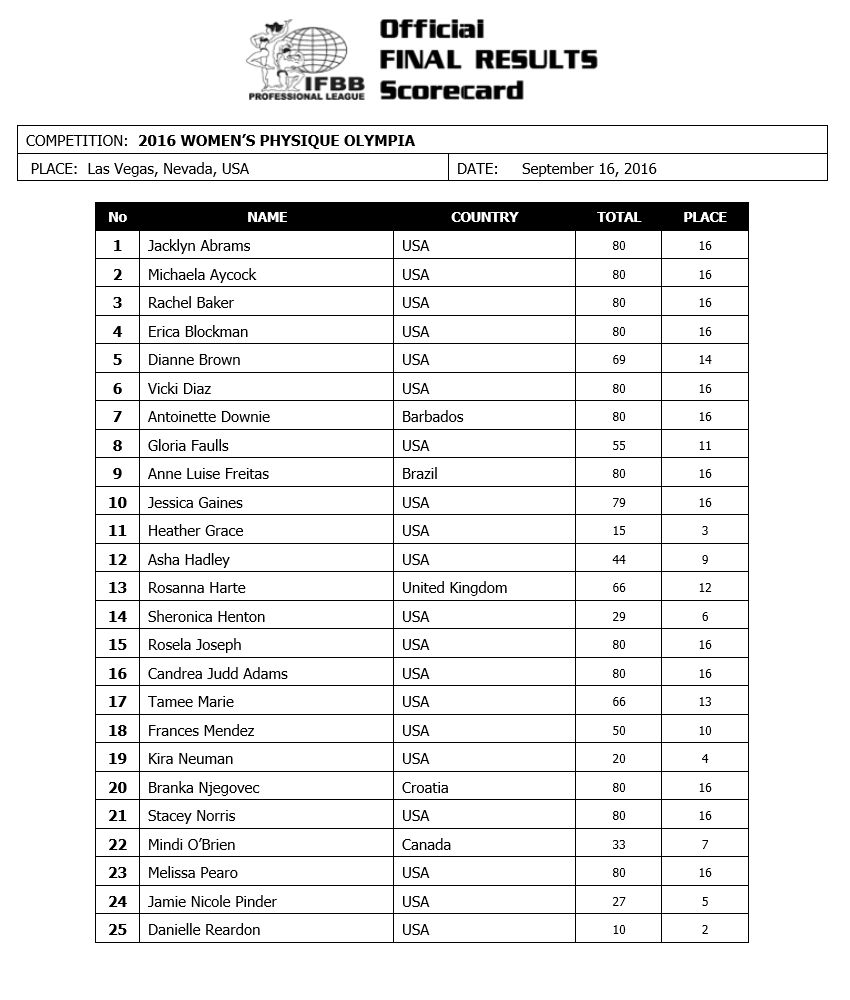 Official
FINAL RESULTS
Scorecard
IFBB
PROFESSIONAL LEAGUE
COMPETITION: 2016 WOMEN’S PHYSIQUE OLYMPIA
PLACE: Las Vegas, Nevada, USA DATE: September 16, 2016
No NAME COUNTRY TOTAL PLACE
1 Jacklyn Abrams USA 80 16
2 Michaela Aycock USA 80 16
3 Rachel Baker USA 80 16
4 Erica Blockman USA 80 16
5 Dianne Brown USA 69 14
6 Vicki Diaz USA 80 16
7 Antoinette Downie Barbados 80 16
8 Gloria Faulls USA 55 11
9 Anne Luise Freitas Brazil 80 16
10 Jessica Gaines USA 79 16
11 Heather Grace USA 15 3
12 Asha Hadley USA 44 9
13 Rosanna Harte United Kingdom 66 12
14 Sheronica Henton USA 29 6
15 Rosela Joseph USA 80 16
16 Candrea Judd Adams USA 80 16
17 Tamee Marie USA 66 13
18 Frances Mendez USA 50 10
19 Kira Neuman USA 20 4
20 Branka Njegovec Croatia 80 16
21 Stacey Norris USA 80 16
22 Mindi O’Brien Canada 33 7
23 Melissa Pearo USA 80 16
24 Jamie Nicole Pinder USA 27 5
25 Danielle Reardon USA 10 2